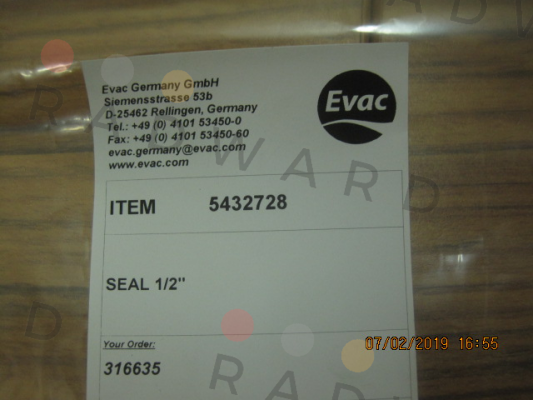 Evac Germany GmbH
Siemensstrasse 53b
D-25462 Rellingen, Germany
Tel.: +49 (0) 4101 53450-0
Fax: +49 (0) 4101 53450-60
evac.germany@evac.com
www.evac.com
Evac
ITEM 5432728
SEAL 1/2"
Your Order:
316635
07/02/2019 16:55
RADWARD